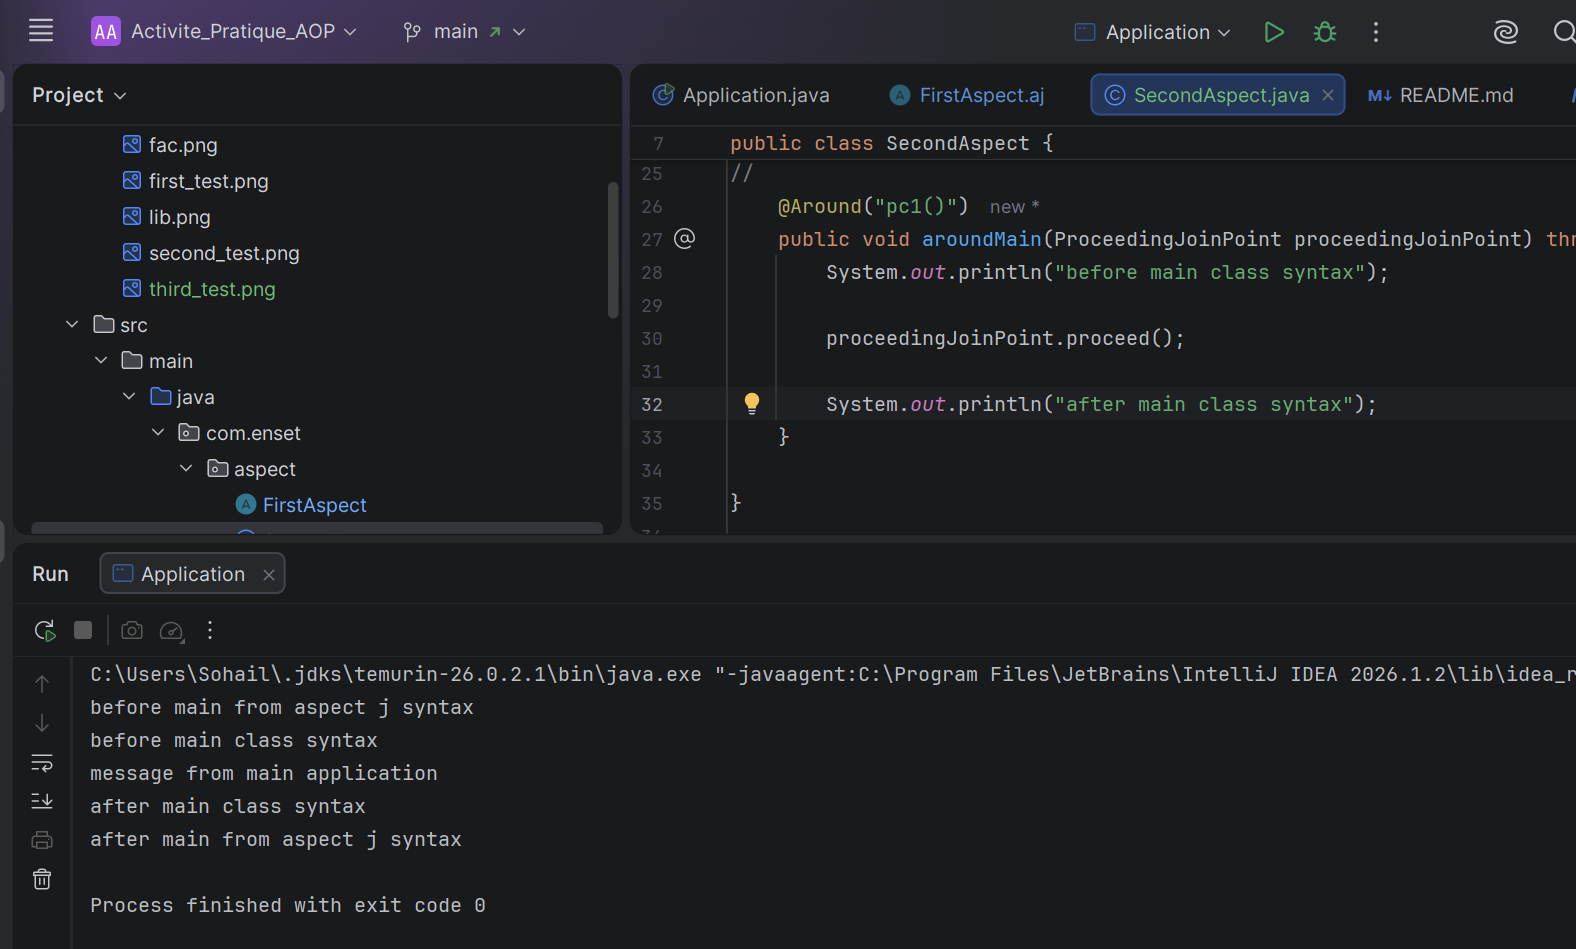 AA Activite_Pratique_AOP main Application
Project
fac.png
first_test.png
lib.png
second_test.png
third_test.png
src
main
java
com.enset
aspect
FirstAspect
Application.java FirstAspect.aj SecondAspect.java README.md
7 public class SecondAspect {
25 //
26 @Around("pc1()") new *
27 public void aroundMain(ProceedingJoinPoint proceedingJoinPoint) thr
28 System.out.println("before main class syntax");
29
30 proceedingJoinPoint.proceed();
31
32 System.out.println("after main class syntax");
33 }
34
35 }
Run Application
C:\Users\Sohail\.jdks\temurin-26.0.2.1\bin\java.exe "-javaagent:C:\Program Files\JetBrains\IntelliJ IDEA 2026.1.2\lib\idea_r
before main from aspect j syntax
before main class syntax
message from main application
after main class syntax
after main from aspect j syntax
Process finished with exit code 0